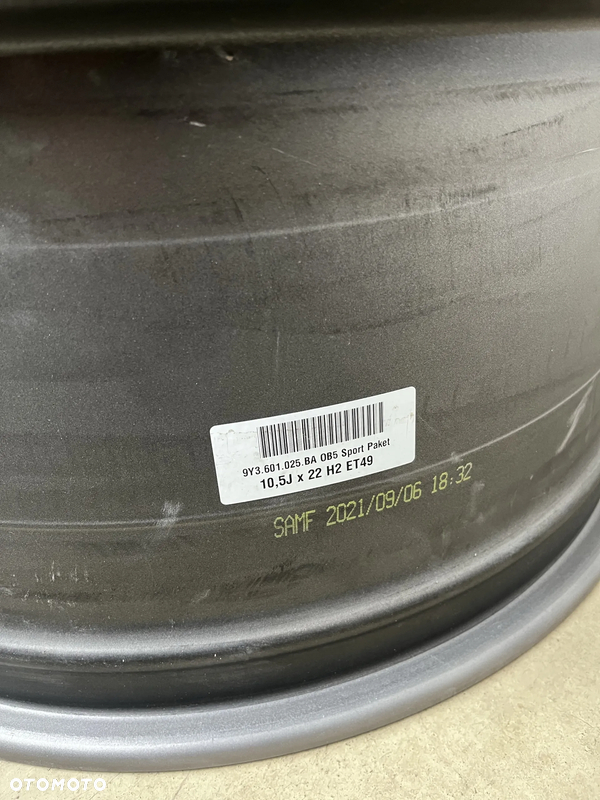 9Y3.601.025.BA OB5 Sport Paket
10,5J x 22 H2 ET49
SAMF 2021/09/06 18:32
OTOMOTO